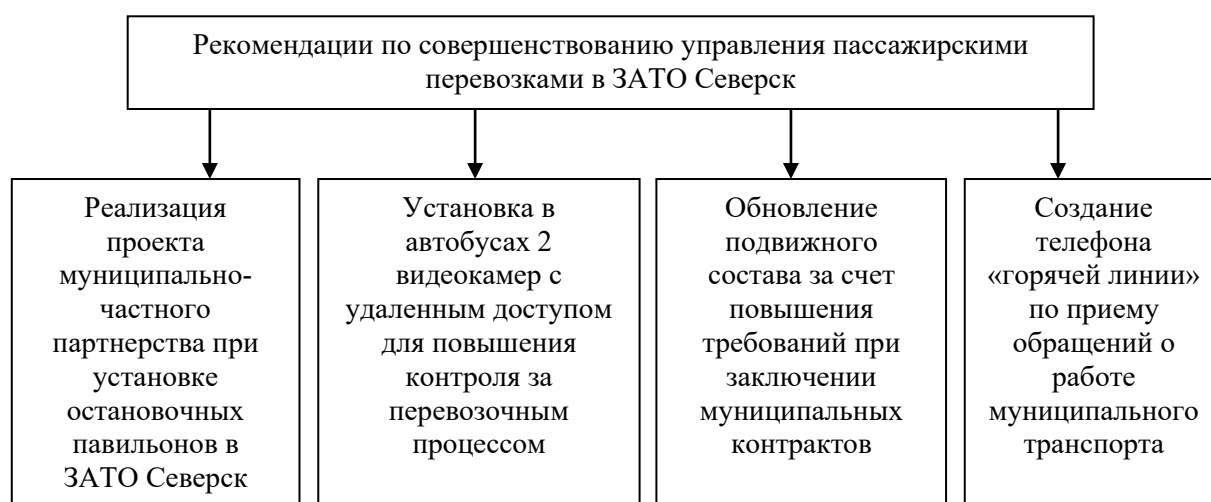 Рекомендации по совершенствованию управления пассажирскими
перевозками в ЗАТО Северск
Реализация
проекта
муниципально-
частного
партнерства при
установке
остановочных
павильонов в
ЗАТО Северск
Установка в
автобусах 2
видеокамер с
удаленным доступом
для повышения
контроля за
перевозочным
процессом
Обновление
подвижного
состава за счет
повышения
требований при
заключении
муниципальных
контрактов
Создание
телефона
«горячей линии»
по приему
обращений о
работе
муниципального
транспорта